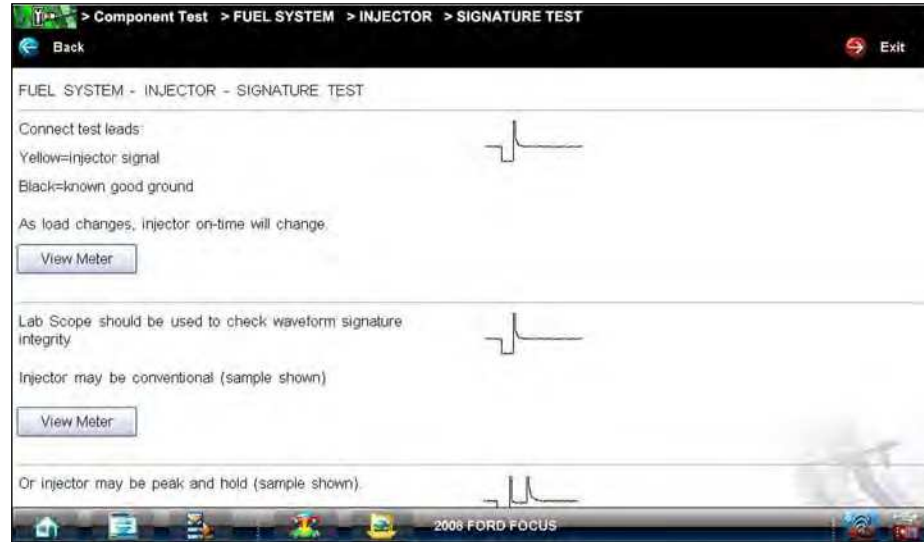 > Component Test > FUEL SYSTEM > INJECTOR > SIGNATURE TEST
Back
Exit
FUEL SYSTEM - INJECTOR - SIGNATURE TEST
Connect test leads:
Yellow=injector signal
Black=known good ground
As load changes, injector on-time will change.
View Meter
Lab Scope should be used to check waveform signature
integrity
Injector may be conventional (sample shown)
View Meter
Or injector may be peak and hold (sample shown).
2008 FORD FOCUS